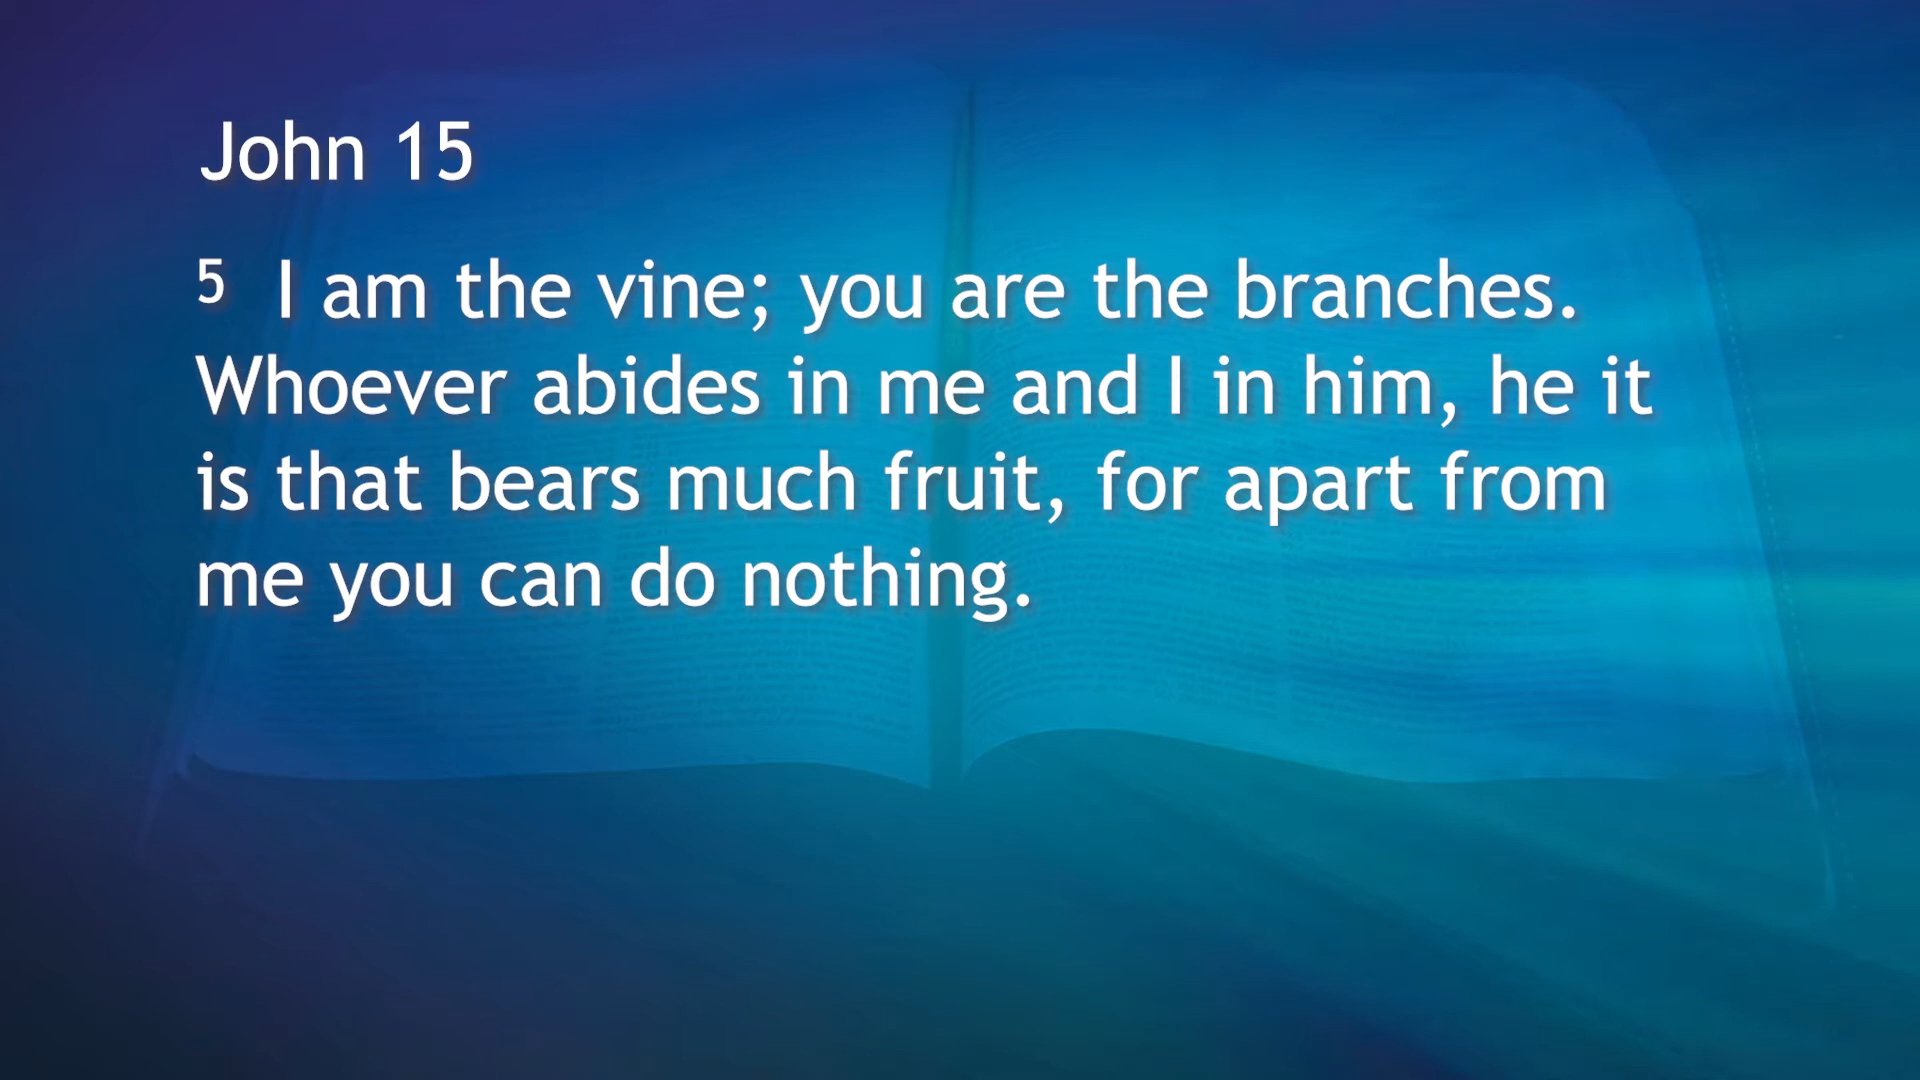 John 15
5 I am the vine; you are the branches.
Whoever abides in me and I in him, he it
is that bears much fruit, for apart from
me you can do nothing.